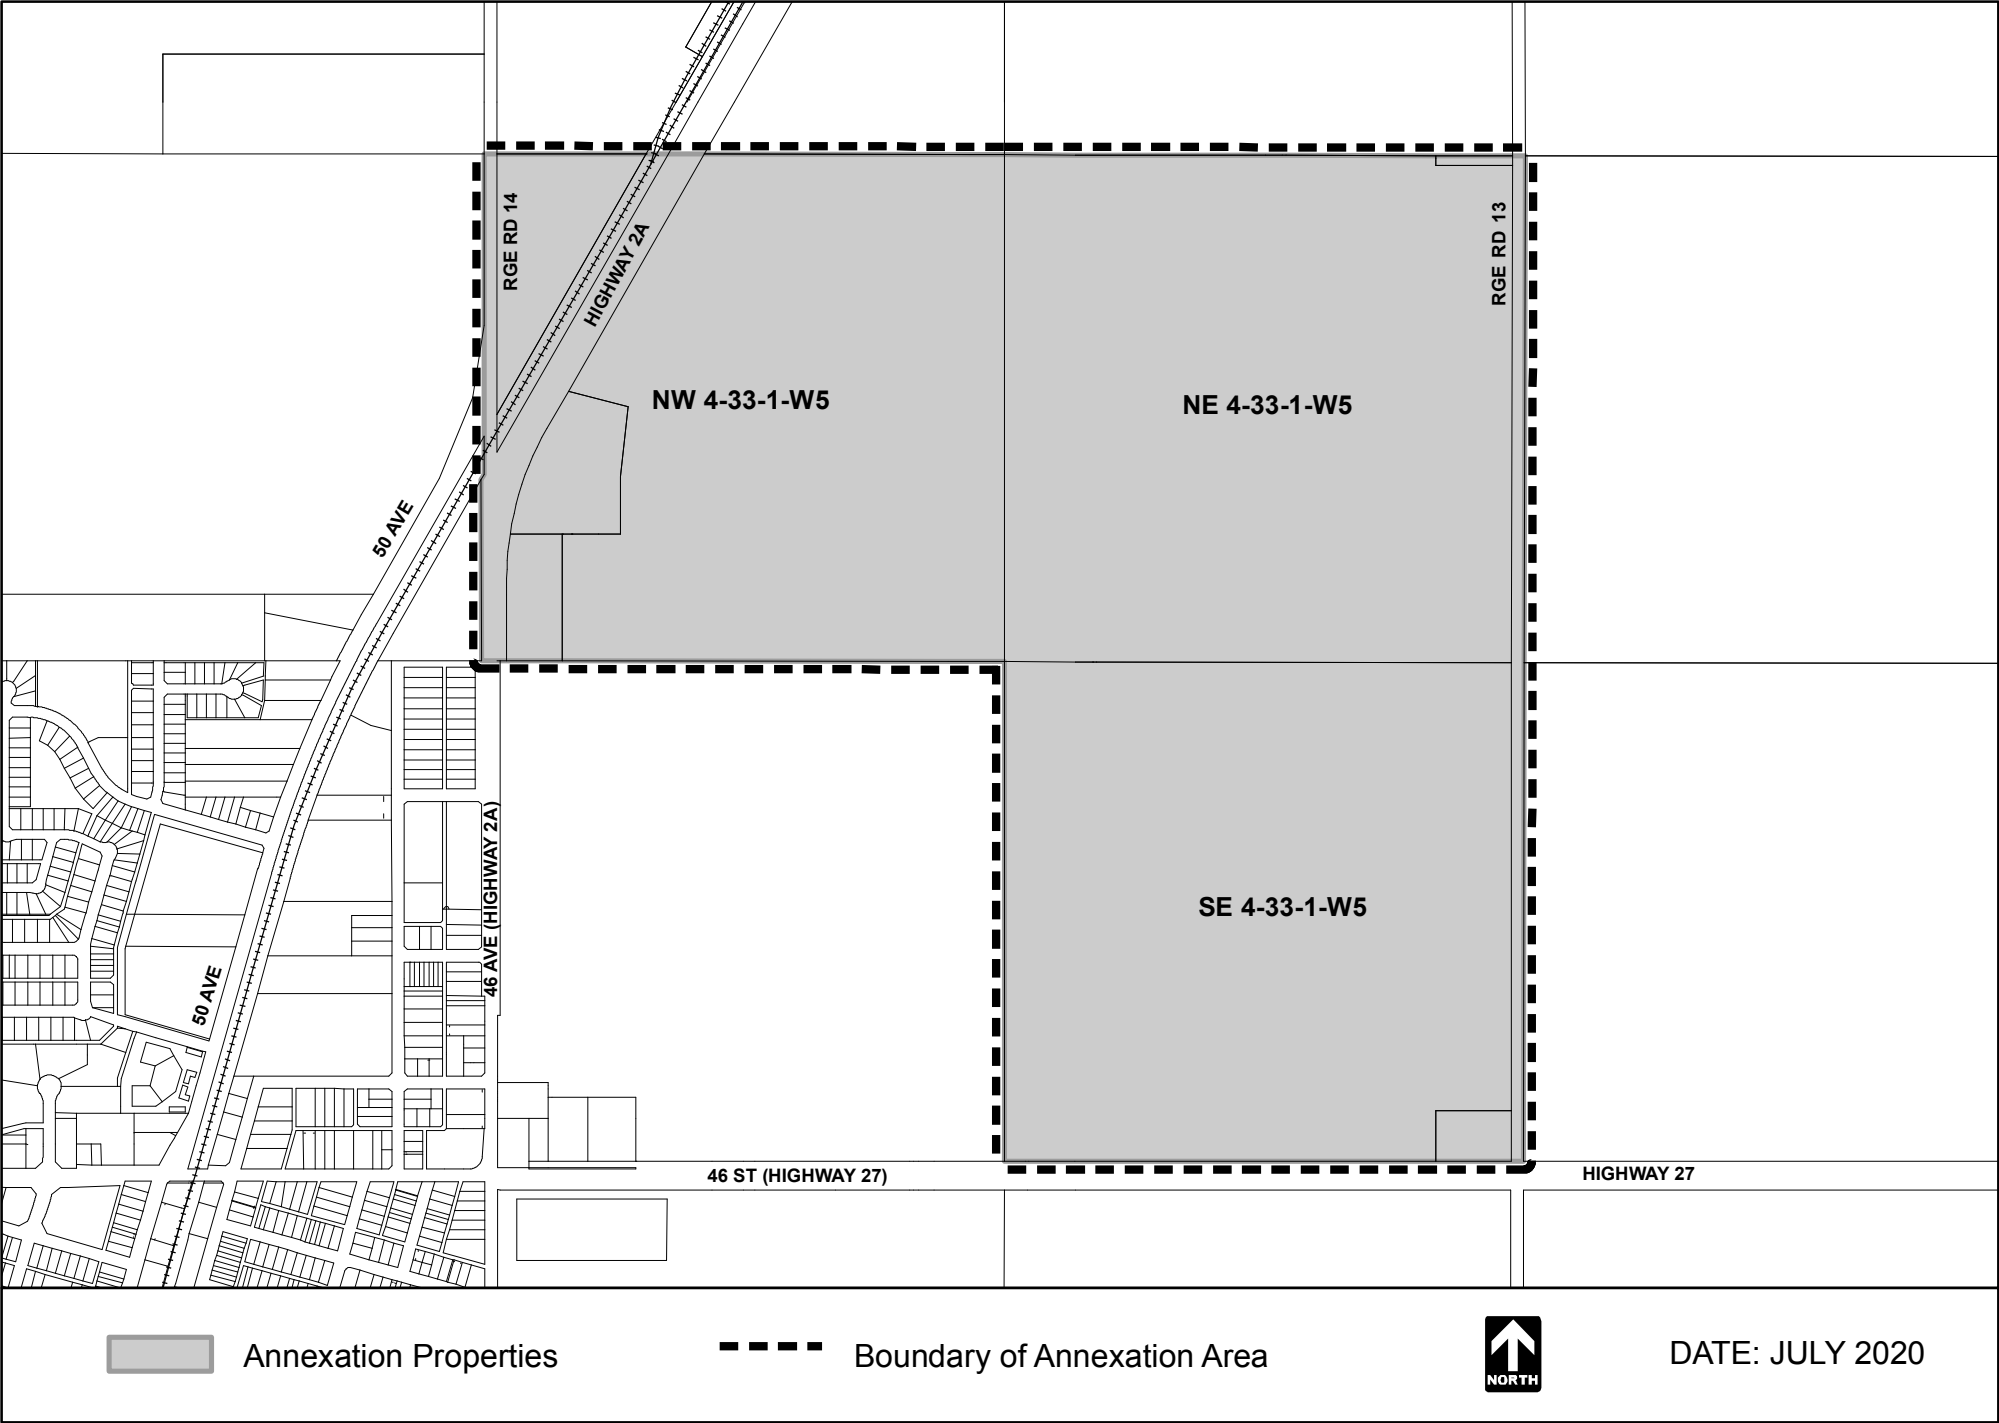 RGE RD 14
HIGHWAY 2A
RGE RD 13
NW 4-33-1-W5
NE 4-33-1-W5
50 AVE
46 AVE (HIGHWAY 2A)
SE 4-33-1-W5
50 AVE
46 ST (HIGHWAY 27)
HIGHWAY 27
Annexation Properties
Boundary of Annexation Area
NORTH
DATE: JULY 2020